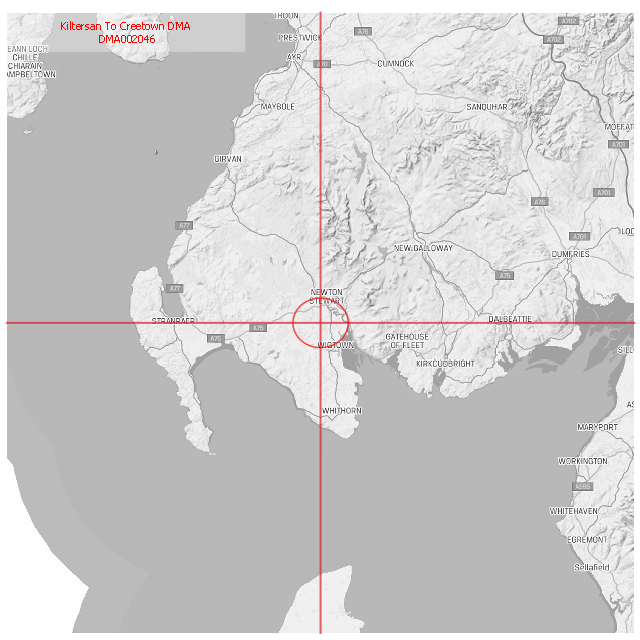 Kiltersan To Creetown DMA
DMA002046
TROON
PRESTWICK
A76
A702
A702
AYR
A70
CUMNOCK
EANN LOCH
CHILLE
CHIARAIN
AMPBELTOWN
MAYBOLE
SANQUHAR
MOFFAT
A701
GIRVAN
A701
A76
A77
A701
NEW GALLOWAY
DUMFRIES
A75
A77
NEWTON
STEWART
STRANRAER
A75
A75
DALBEATTIE
WIGTOWN
GATEHOUSE
OF FLEET
KIRKCUDBRIGHT
SILL
WHITHORN
AS
MARYPORT
WORKINGTON
A595
WHITEHAVEN
EGREMONT
Sellafield